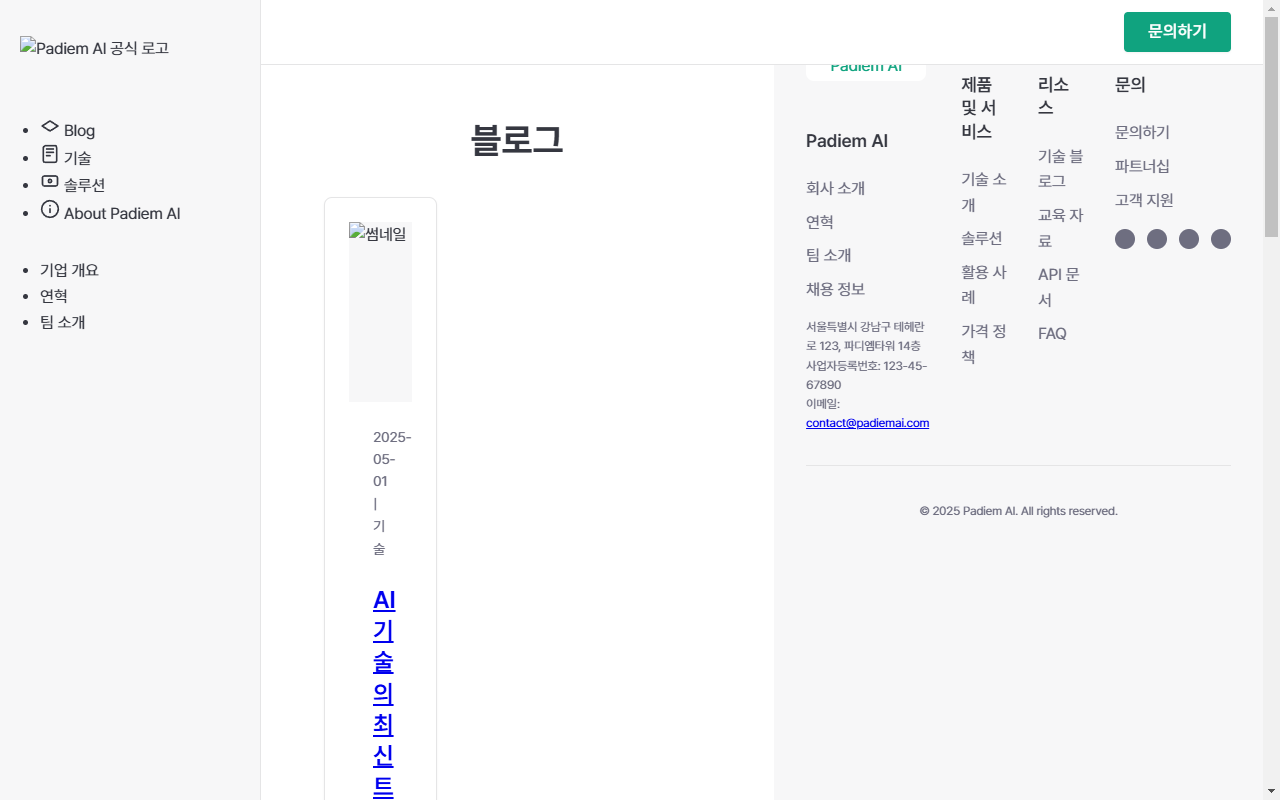 Padiem AI 공식 로고
Blog
기술
솔루션
About Padiem AI
기업 개요
연혁
팀 소개
문의하기
블로그
썸네일
2025-
05-
01
|
기
술
AI
기
술
의
최
신
트
Padiem AI
Padiem AI
회사 소개
연혁
팀 소개
채용 정보
서울특별시 강남구 테헤란
로 123, 파디엠타워 14층
사업자등록번호: 123-45-
67890
이메일:
contact@padiemai.com
제품
및 서
비스
기술 소
개
솔루션
활용 사
례
가격 정
책
리소
스
기술 블
로그
교육 자
료
API 문
서
FAQ
문의
문의하기
파트너십
고객 지원
© 2025 Padiem AI. All rights reserved.